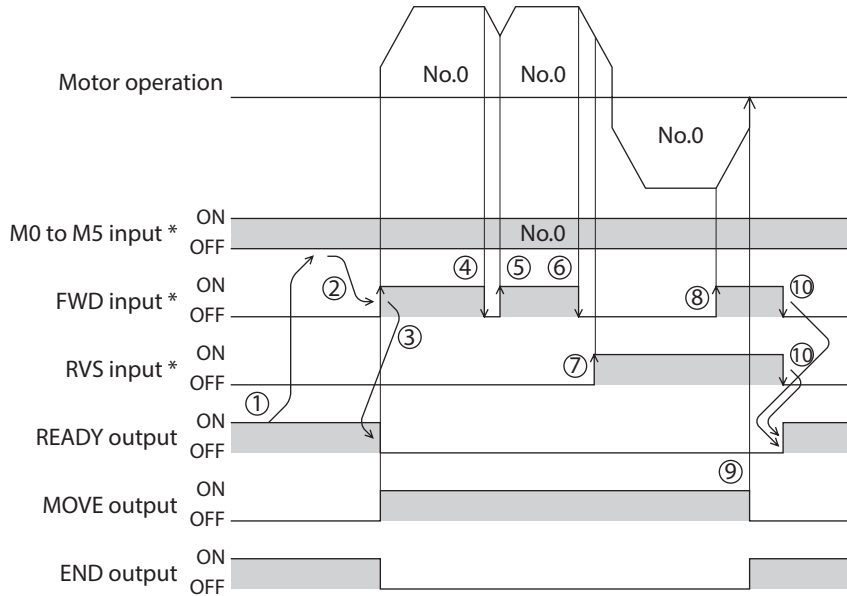 Motor operation
No.0
No.0
No.0
M0 to M5 input *
ON
OFF
No.0
FWD input *
ON
OFF
②
④
⑤
⑥
⑧
⑩
③
RVS input *
ON
OFF
⑦
⑩
①
READY output
ON
OFF
MOVE output
ON
OFF
⑨
END output
ON
OFF